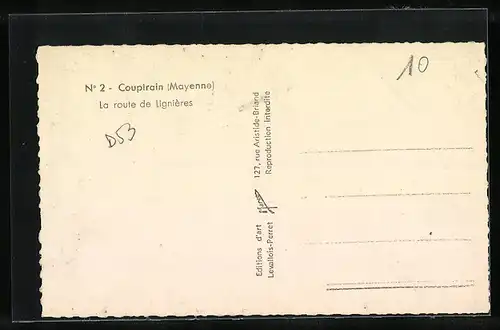 N° 2 - Couptrain (Mayenne)
La route de Lignières
D53
Editions d'art
Levallois-Perret
127, rue Aristide-Briand
Reproduction interdite
10